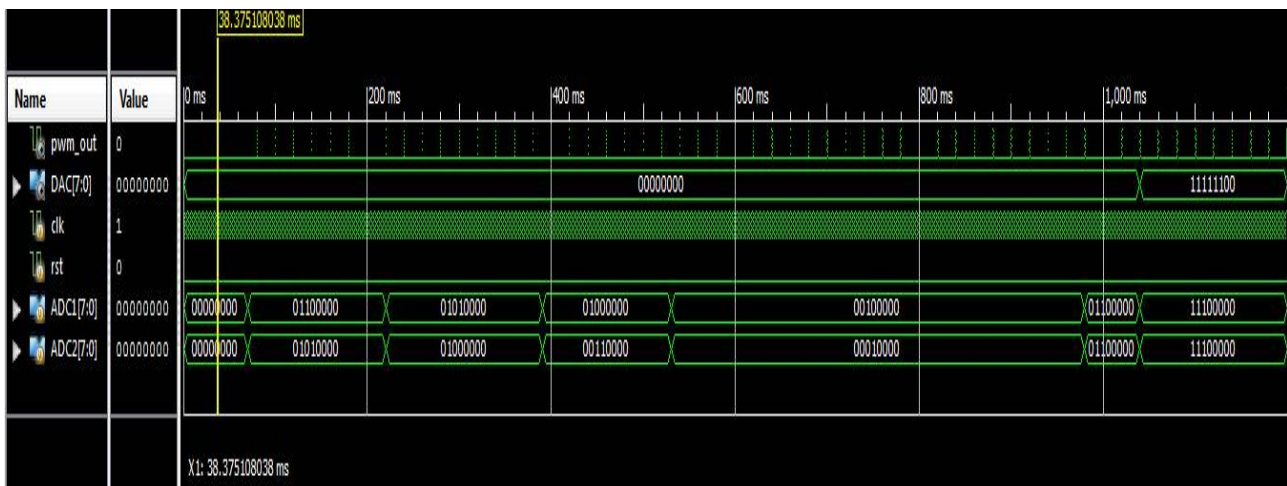 38.375108038 ms
Name Value 0 ms 200 ms 400 ms 600 ms 800 ms 1,000 ms
pwm_out 0
DAC[7:0] 00000000 00000000 11111100
clk 1
rst 0
ADC1[7:0] 00000000 00000000 01100000 01010000 01000000 00100000 01100000 11100000
ADC2[7:0] 00000000 00000000 01010000 01000000 00110000 00010000 01100000 11100000
X1: 38.375108038 ms